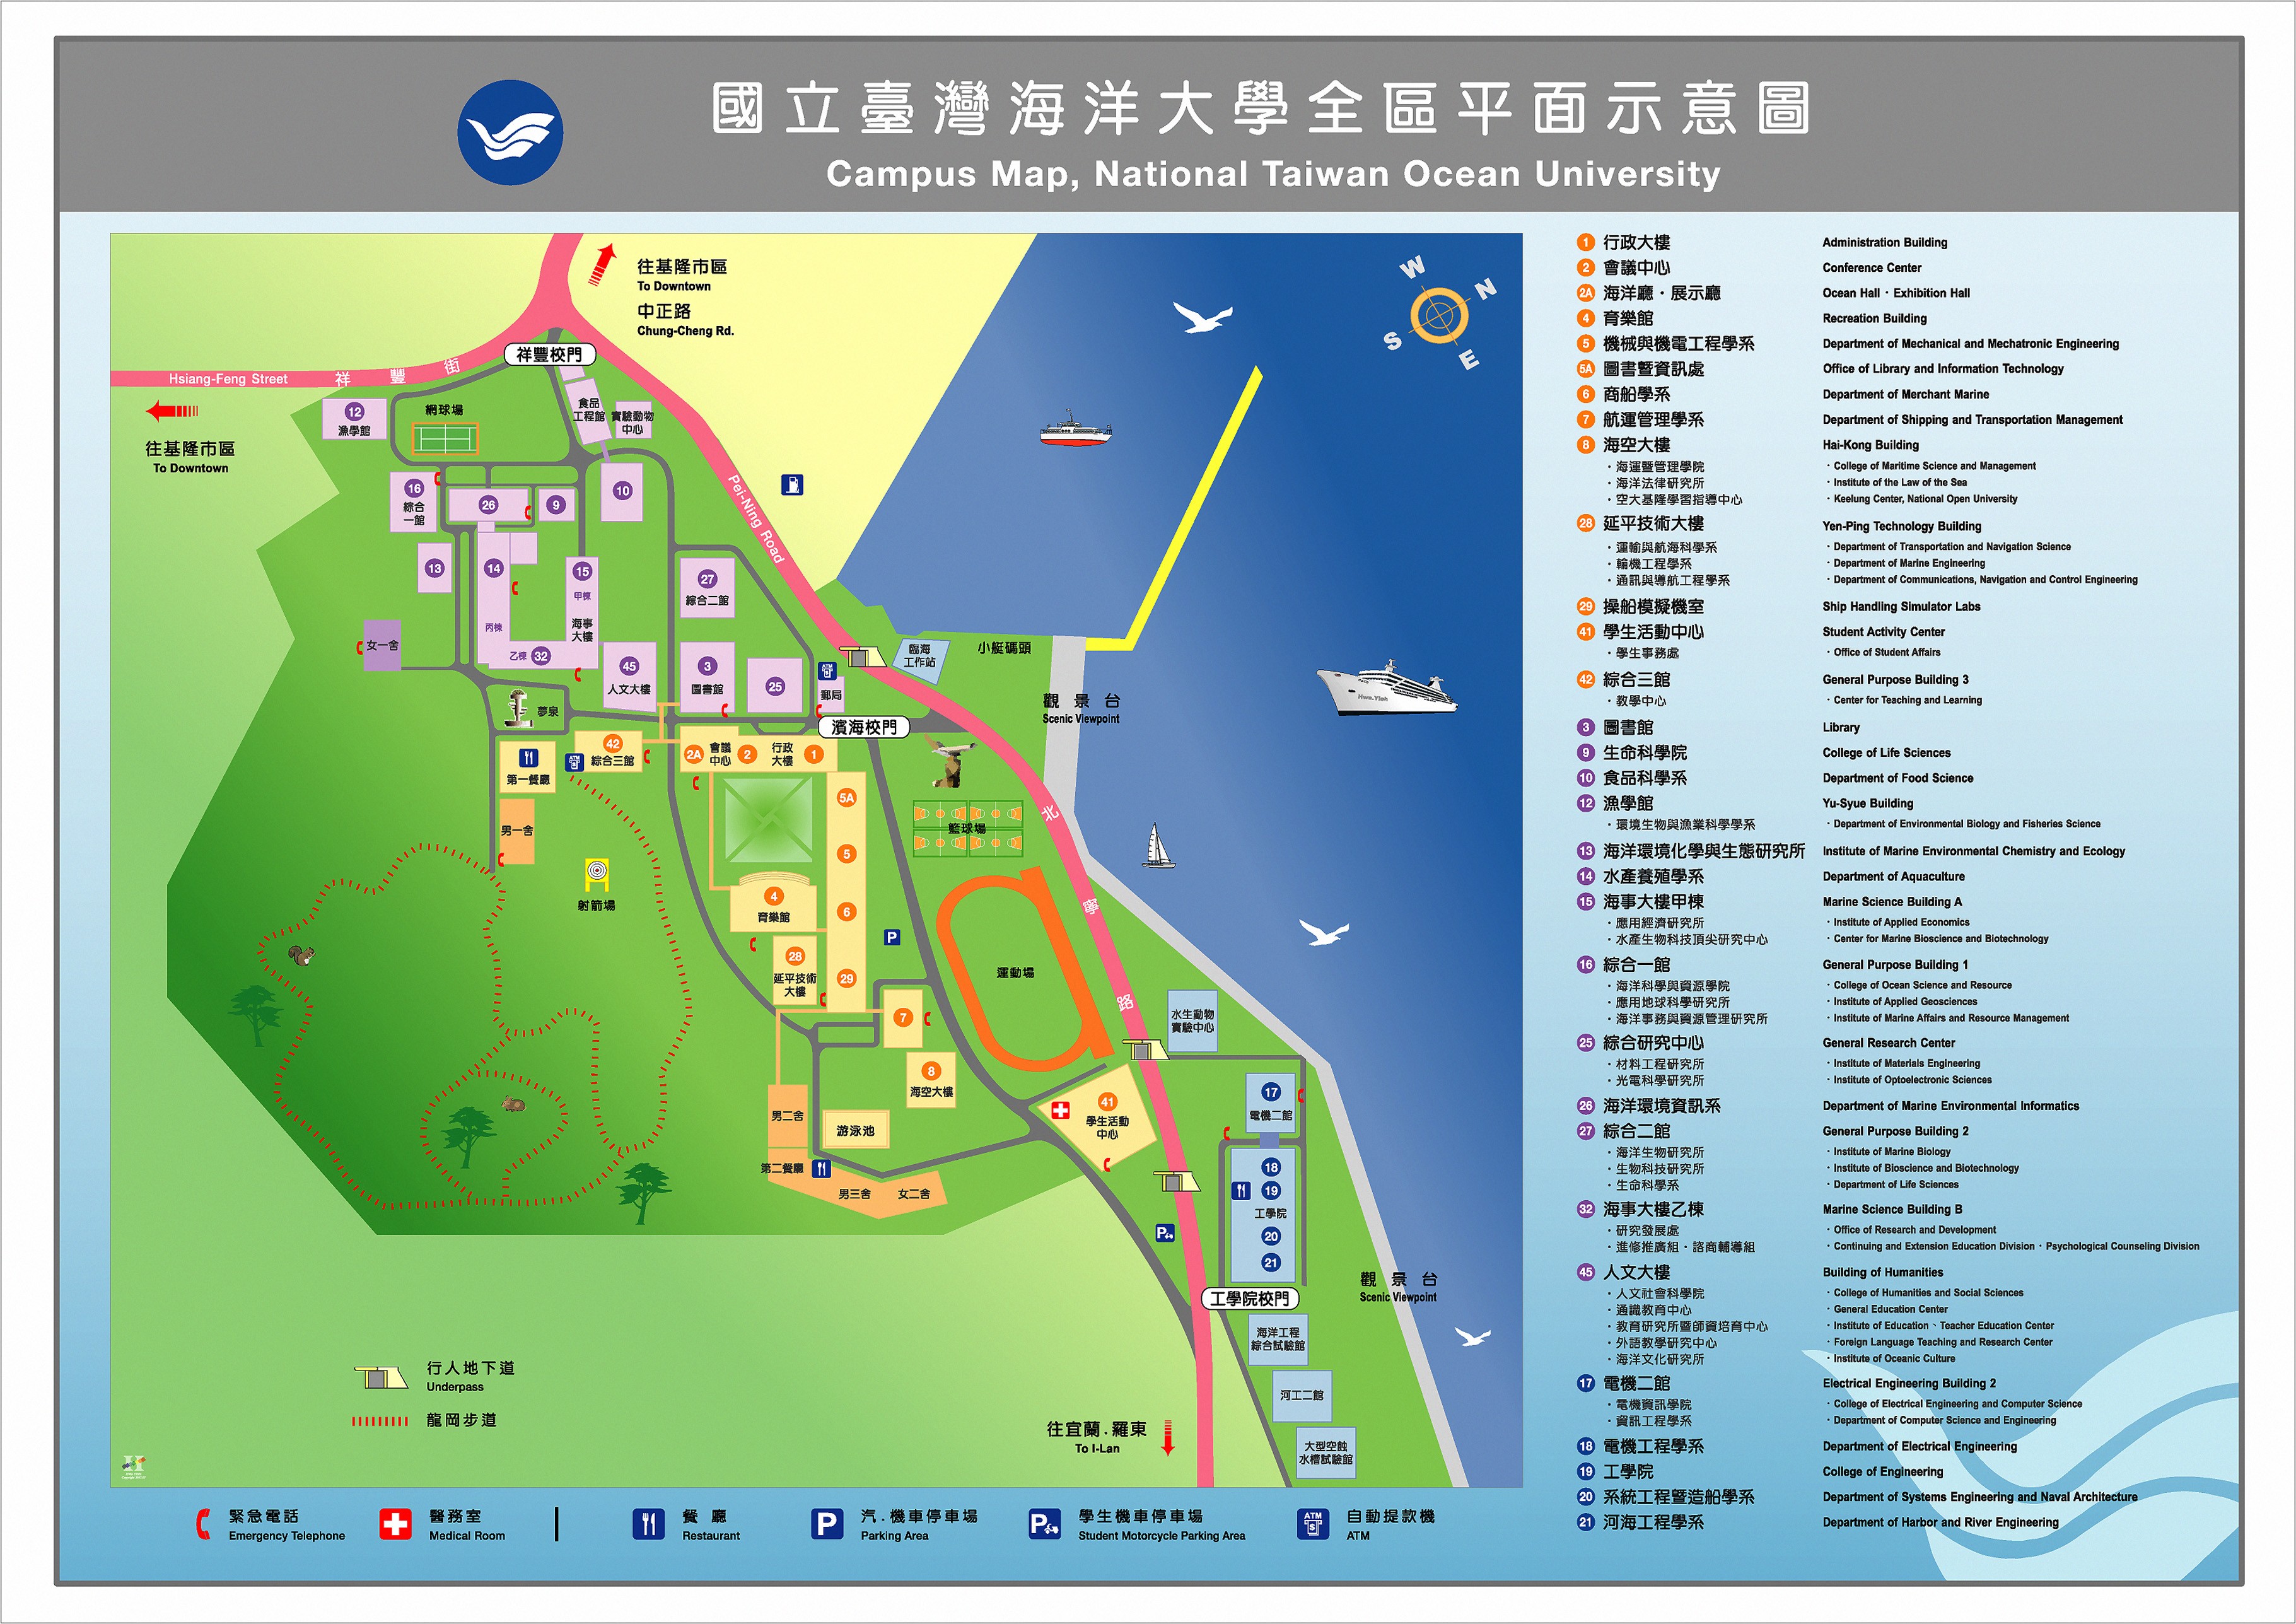 國立臺灣海洋大學全區平面示意圖
Campus Map, National Taiwan Ocean University
往基隆市區
To Downtown
中正路
Chung-Cheng Rd.
W
N
S
E
祥豐校門
Hsiang-Feng Street 祥 豐 街
往基隆市區
To Downtown
12
漁學館
網球場
食品
工程館
實驗動物
中心
Pei-Ning Road
16
綜合
一館
26
9
10
13
14
丙棟
15
甲棟
海事
大樓
乙棟 32
27
綜合二館
女一舍
45
人文大樓
3
圖書館
25
ATM
郵局
臨海
工作站
小艇碼頭
觀景台
Scenic Viewpoint
Hwa.Yieh
夢泉
濱海校門
第一餐廳
ATM
42
綜合三館
2A
會議
中心
2
行政
大樓
1
5A
男一舍
射箭場
5
籃球場
北
寧
路
4
育樂館
6
P
28
延平技術
大樓
29
運動場
7
水生動物
實驗中心
8
海空大樓
男二舍
游泳池
41
學生活動
中心
17
電機二館
第二餐廳
男三舍
女二舍
18
19
工學院
20
21
P
工學院校門
觀景台
Scenic Viewpoint
海洋工程
綜合試驗館
河工二館
大型空蝕
水槽試驗館
行人地下道
Underpass
龍岡步道
往宜蘭.羅東
To I-Lan
緊急電話
Emergency Telephone
醫務室
Medical Room
餐廳
Restaurant
P
汽.機車停車場
Parking Area
P
學生機車停車場
Student Motorcycle Parking Area
ATM
自動提款機
ATM
1 行政大樓 Administration Building
2 會議中心 Conference Center
2A 海洋廳・展示廳 Ocean Hall・Exhibition Hall
4 育樂館 Recreation Building
5 機械與機電工程學系 Department of Mechanical and Mechatronic Engineering
5A 圖書暨資訊處 Office of Library and Information Technology
6 商船學系 Department of Merchant Marine
7 航運管理學系 Department of Shipping and Transportation Management
8 海空大樓 Hai-Kong Building
・海運暨管理學院 ・College of Maritime Science and Management
・海洋法律研究所 ・Institute of the Law of the Sea
・空大基隆學習指導中心 ・Keelung Center, National Open University
28 延平技術大樓 Yen-Ping Technology Building
・運輸與航海科學系 ・Department of Transportation and Navigation Science
・輪機工程學系 ・Department of Marine Engineering
・通訊與導航工程學系 ・Department of Communications, Navigation and Control Engineering
29 操船模擬機室 Ship Handling Simulator Labs
41 學生活動中心 Student Activity Center
・學生事務處 ・Office of Student Affairs
42 綜合三館 General Purpose Building 3
・教學中心 ・Center for Teaching and Learning
3 圖書館 Library
9 生命科學院 College of Life Sciences
10 食品科學系 Department of Food Science
12 漁學館 Yu-Syue Building
・環境生物與漁業科學學系 ・Department of Environmental Biology and Fisheries Science
13 海洋環境化學與生態研究所 Institute of Marine Environmental Chemistry and Ecology
14 水產養殖學系 Department of Aquaculture
15 海事大樓甲棟 Marine Science Building A
・應用經濟研究所 ・Institute of Applied Economics
・水產生物科技頂尖研究中心 ・Center for Marine Bioscience and Biotechnology
16 綜合一館 General Purpose Building 1
・海洋科學與資源學院 ・College of Ocean Science and Resource
・應用地球科學研究所 ・Institute of Applied Geosciences
・海洋事務與資源管理研究所 ・Institute of Marine Affairs and Resource Management
25 綜合研究中心 General Research Center
・材料工程研究所 ・Institute of Materials Engineering
・光電科學研究所 ・Institute of Optoelectronic Sciences
26 海洋環境資訊系 Department of Marine Environmental Informatics
27 綜合二館 General Purpose Building 2
・海洋生物研究所 ・Institute of Marine Biology
・生物科技研究所 ・Institute of Bioscience and Biotechnology
・生命科學系 ・Department of Life Sciences
32 海事大樓乙棟 Marine Science Building B
・研究發展處 ・Office of Research and Development
・進修推廣組・諮商輔導組 ・Continuing and Extension Education Division・Psychological Counseling Division
45 人文大樓 Building of Humanities
・人文社會科學院 ・College of Humanities and Social Sciences
・通識教育中心 ・General Education Center
・教育研究所暨師資培育中心 ・Institute of Education、Teacher Education Center
・外語教學研究中心 ・Foreign Language Teaching and Research Center
・海洋文化研究所 ・Institute of Oceanic Culture
17 電機二館 Electrical Engineering Building 2
・電機資訊學院 ・College of Electrical Engineering and Computer Science
・資訊工程學系 ・Department of Computer Science and Engineering
18 電機工程學系 Department of Electrical Engineering
19 工學院 College of Engineering
20 系統工程暨造船學系 Department of Systems Engineering and Naval Architecture
21 河海工程學系 Department of Harbor and River Engineering